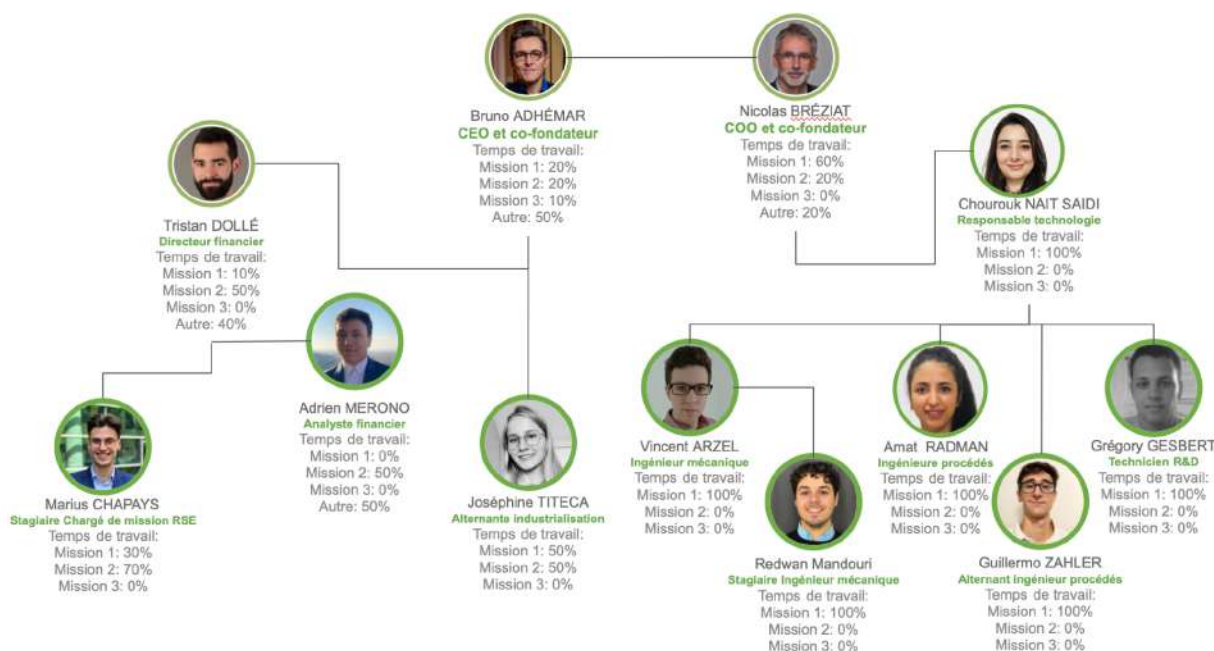 Bruno ADHÉMAR
CEO et co-fondateur
Temps de travail:
Mission 1: 20%
Mission 2: 20%
Mission 3: 10%
Autre: 50%
Nicolas BRÉZIAT
COO et co-fondateur
Temps de travail:
Mission 1: 60%
Mission 2: 20%
Mission 3: 0%
Autre: 20%
Tristan DOLLÉ
Directeur financier
Temps de travail:
Mission 1: 10%
Mission 2: 50%
Mission 3: 0%
Autre: 40%
Chourouk NAIT SAIDI
Responsable technologie
Temps de travail:
Mission 1: 100%
Mission 2: 0%
Mission 3: 0%
Marius CHAPAYS
Stagiaire Chargé de mission RSE
Temps de travail:
Mission 1: 30%
Mission 2: 70%
Mission 3: 0%
Adrien MERONO
Analyste financier
Temps de travail:
Mission 1: 0%
Mission 2: 50%
Mission 3: 0%
Autre: 50%
Joséphine TITECA
Alternante industrialisation
Temps de travail:
Mission 1: 50%
Mission 2: 50%
Mission 3: 0%
Vincent ARZEL
Ingénieur mécanique
Temps de travail:
Mission 1: 100%
Mission 2: 0%
Mission 3: 0%
Redwan Mandouri
Stagiaire Ingénieur mécanique
Temps de travail:
Mission 1: 100%
Mission 2: 0%
Mission 3: 0%
Amat RADMAN
Ingénieure procédés
Temps de travail:
Mission 1: 100%
Mission 2: 0%
Mission 3: 0%
Guillermo ZAHLER
Alternant ingénieur procédés
Temps de travail:
Mission 1: 100%
Mission 2: 0%
Mission 3: 0%
Grégory GESBERT
Technicien R&D
Temps de travail:
Mission 1: 100%
Mission 2: 0%
Mission 3: 0%